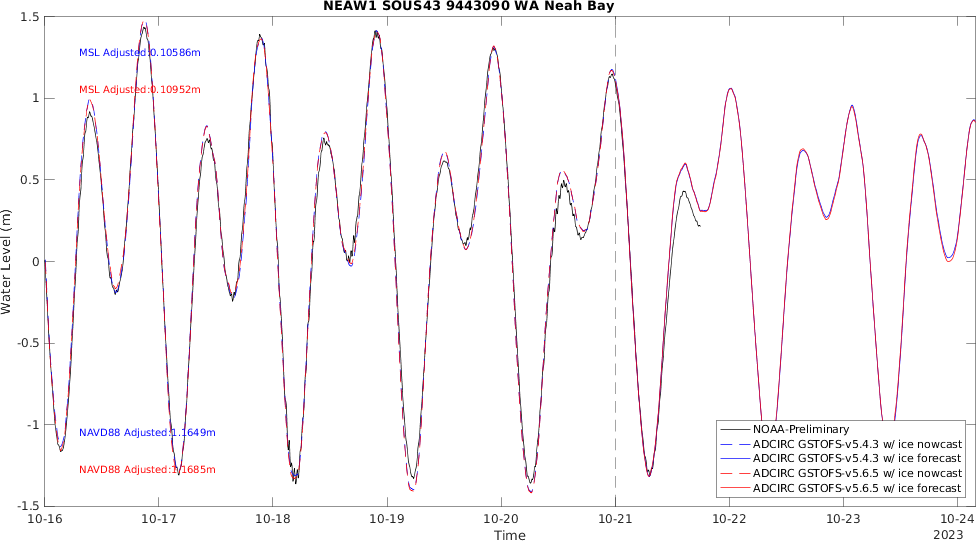 NEAW1 SOUS43 9443090 WA Neah Bay
1.5
1
0.5
0
-0.5
-1
-1.5
Water Level (m)
MSL Adjusted:0.10586m
MSL Adjusted:0.10952m
NAVD88 Adjusted:1.1649m
NAVD88 Adjusted:1.1685m
NOAA-Preliminary
ADCIRC GSTOFS-v5.4.3 w/ ice nowcast
ADCIRC GSTOFS-v5.4.3 w/ ice forecast
ADCIRC GSTOFS-v5.6.5 w/ ice nowcast
ADCIRC GSTOFS-v5.6.5 w/ ice forecast
10-16 10-17 10-18 10-19 10-20 10-21 10-22 10-23 10-24
Time
2023